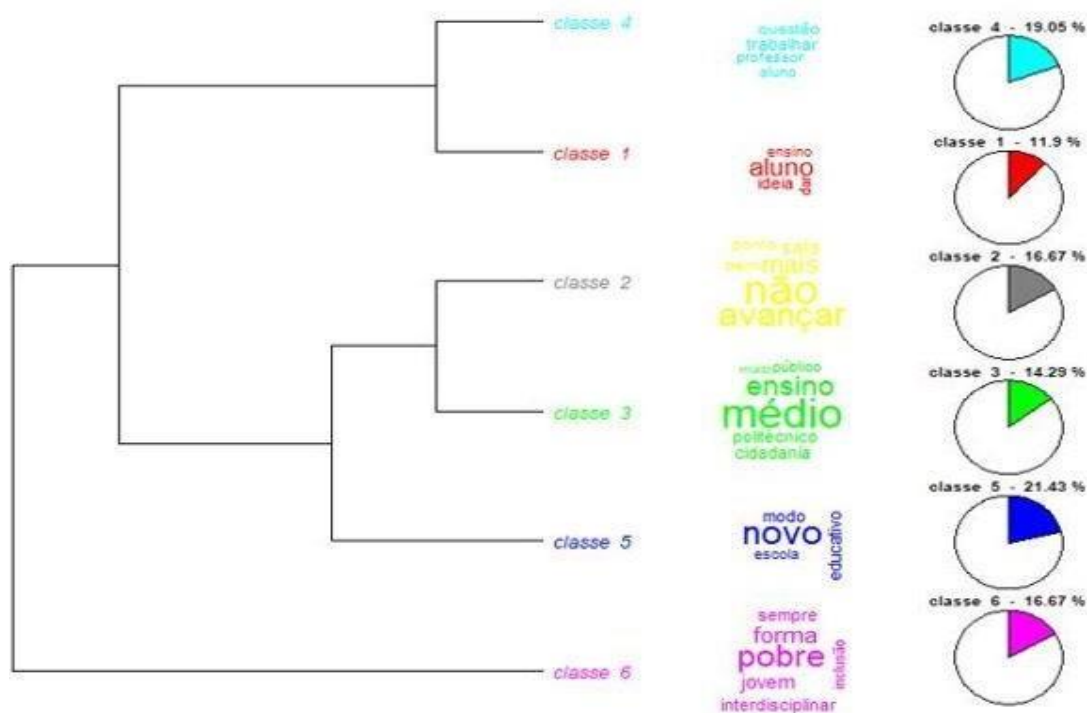 classe 4
questão
trabalhar
professor
aluno
classe 4 - 19.05 %
classe 1
ensino
aluno
ideia
dar
classe 1 - 11.9 %
classe 2
ponto sala
mais
não
avançar
classe 2 - 16.67 %
classe 3
público
ensino
médio
politécnico
cidadania
classe 3 - 14.29 %
classe 5
modo
novo
escola
educativo
classe 5 - 21.43 %
classe 6
sempre
forma
pobre
jovem
inclusão
interdisciplinar
classe 6 - 16.67 %